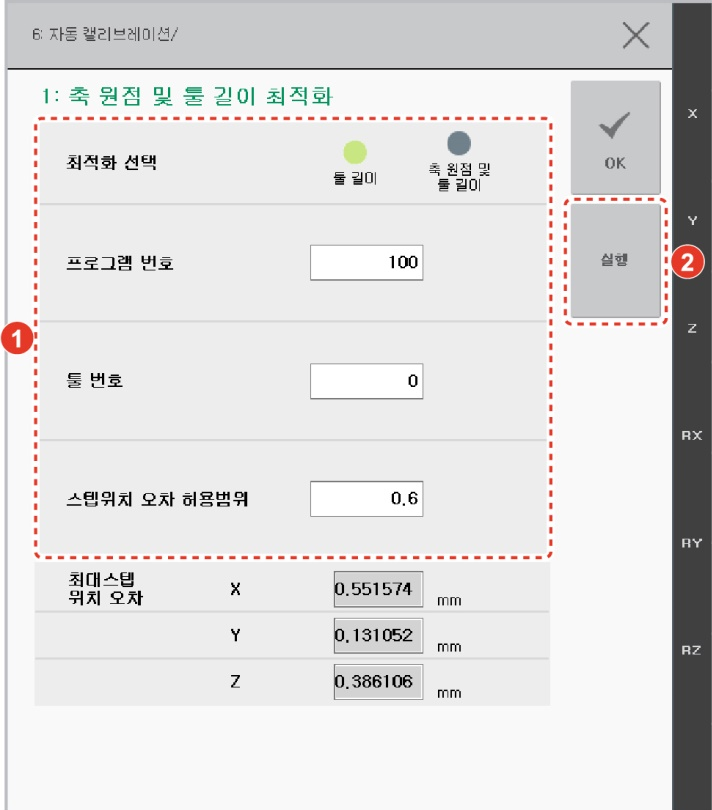 6: 자동 캘리브레이션/
1: 축 원점 및 툴 길이 최적화
최적화 선택
툴 길이
축 원점 및
툴 길이
OK
프로그램 번호
100
실행
2
1
툴 번호
0
스텝위치 오차 허용범위
0.6
최대스텝
위치 오차
X
0.551574
mm
Y
0.131052
mm
Z
0.386106
mm
X
Y
Z
RX
RY
RZ